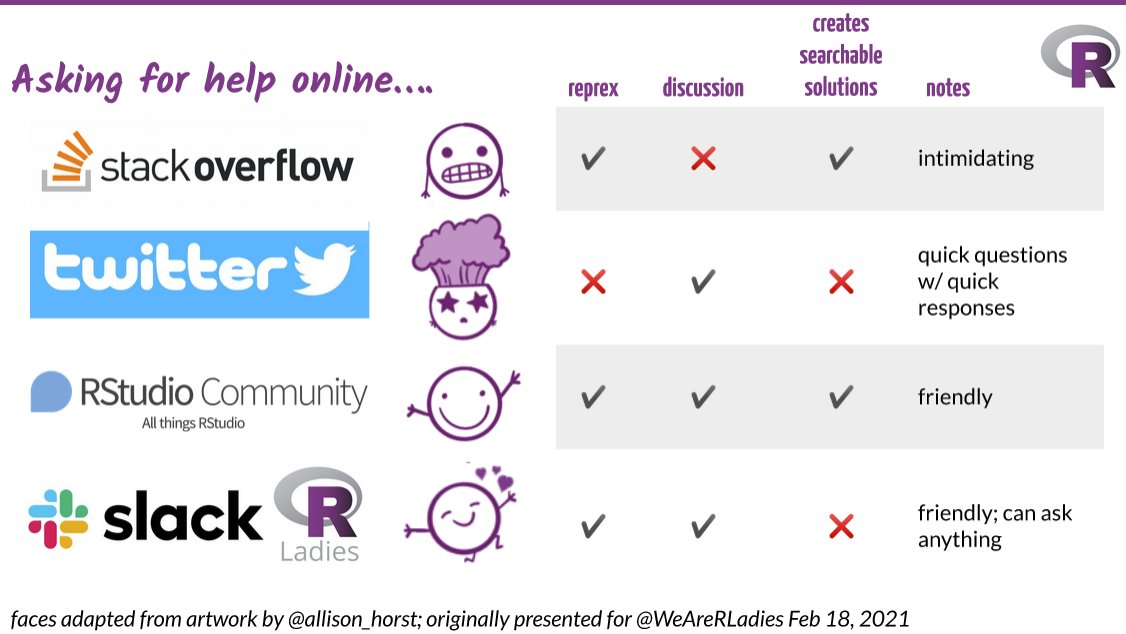 creates
searchable
solutions
Asking for help online....
reprex
discussion
notes
R
stackoverflow
✔
❌
✔
intimidating
twitter
❌
✔
❌
quick questions
w/ quick
responses
RStudio Community
All things RStudio
✔
✔
✔
friendly
slack
R
Ladies
✔
✔
❌
friendly; can ask
anything
faces adapted from artwork by @allison_horst; originally presented for @WeAreRLadies Feb 18, 2021